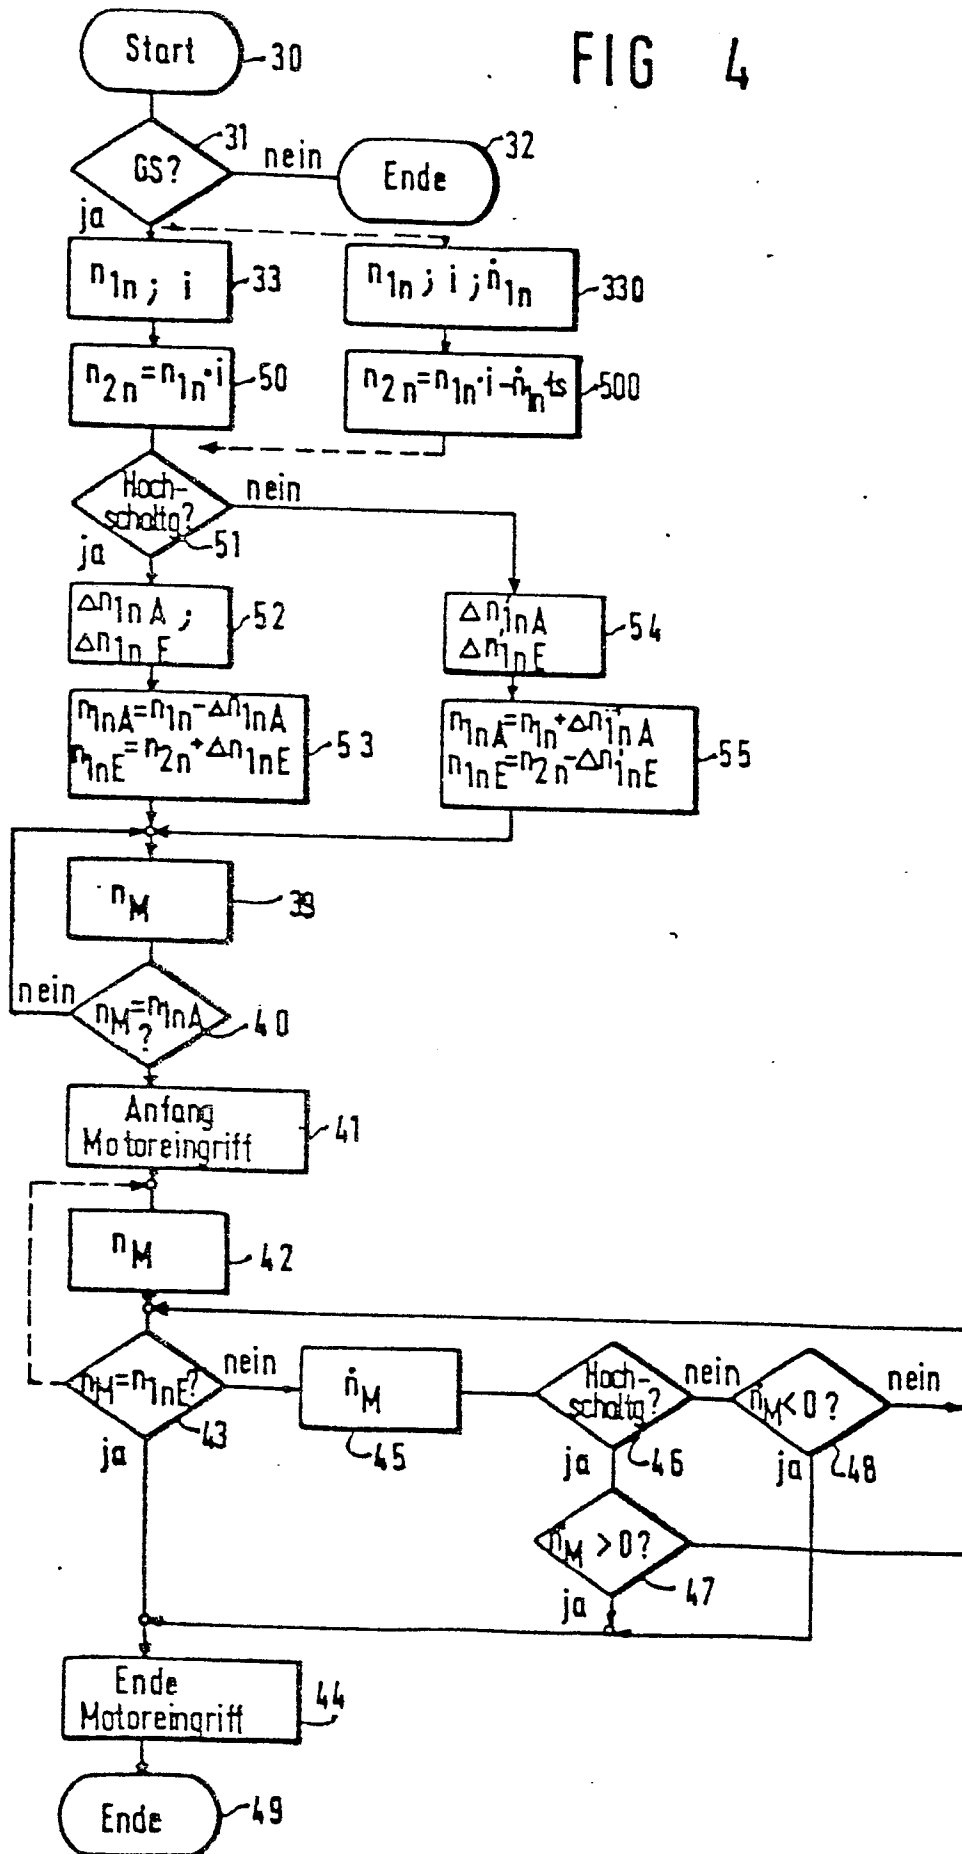 FIG 4
Start
30
31
GS?
nein
32
Ende
ja
n1n ; i
33
n1n ; i ; ṅ1n
330
n2n = n1n · i
50
n2n = n1n · i - ṅ1n ts
500
Hoch-
schaltg?
nein
51
ja
Δn1nA ;
Δn1nE
52
Δn'1nA
Δn'1nE
54
n1nA = n1n - Δn1nA
n1nE = n2n + Δn1nE
53
n1nA = n1n + Δn'1nA
n1nE = n2n - Δn'1nE
55
nM
39
nein
nM = n1nA
?
40
Anfang
Motoreingriff
41
nM
42
nM = n1nE?
nein
43
ja
ṅM
45
Hoch-
schaltg?
nein
46
ja
ṅM < 0 ?
nein
48
ja
ṅM > 0 ?
47
ja
Ende
Motoreingriff
44
Ende
49